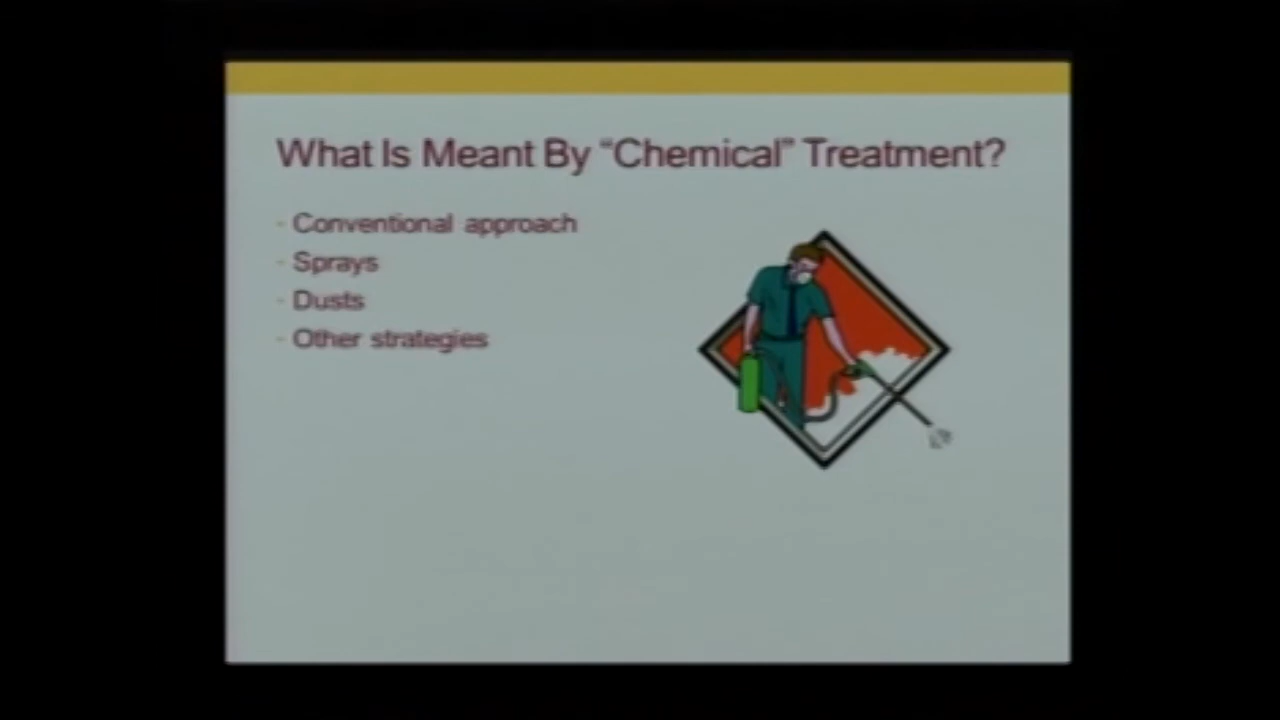 What Is Meant By “Chemical” Treatment?
- Conventional approach
- Sprays
- Dusts
- Other strategies